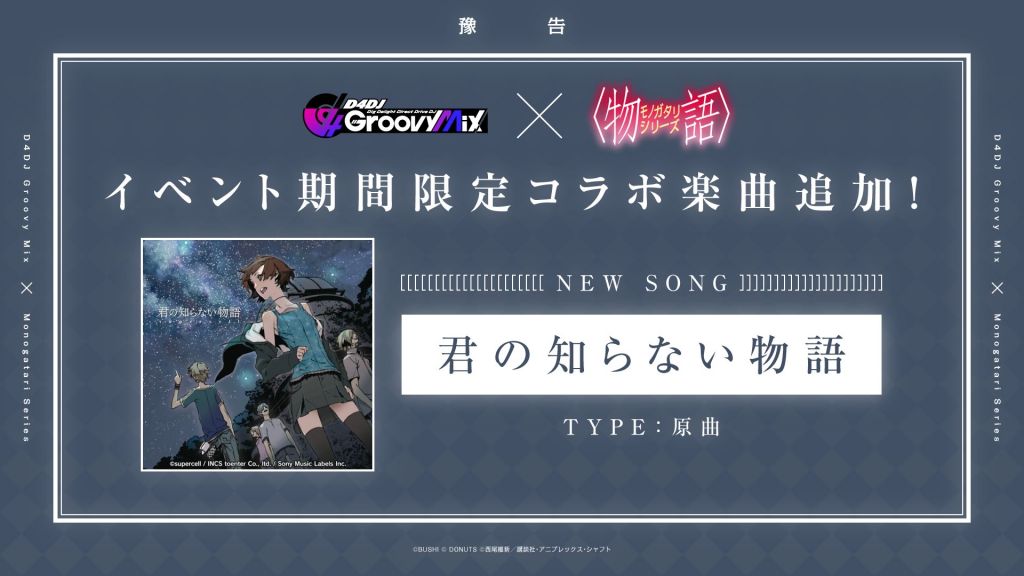 豫告
D4DJ
Dig Delight Direct Drive DJ
GroovyMix
×
〈物語〉
モノガタリ
シリーズ
イベント期間限定コラボ楽曲追加!
君の知らない物語
©supercell / INCS toenter Co., ltd. / Sony Music Labels Inc.
[[[[[[[[[[[[[[[[[[[[[ NEW SONG ]]]]]]]]]]]]]]]]]]]]]
君の知らない物語
TYPE:原曲
D4DJ Groovy Mix × Monogatari Series
D4DJ Groovy Mix × Monogatari Series
©BUSHI © DONUTS ©西尾維新／講談社・アニプレックス・シャフト